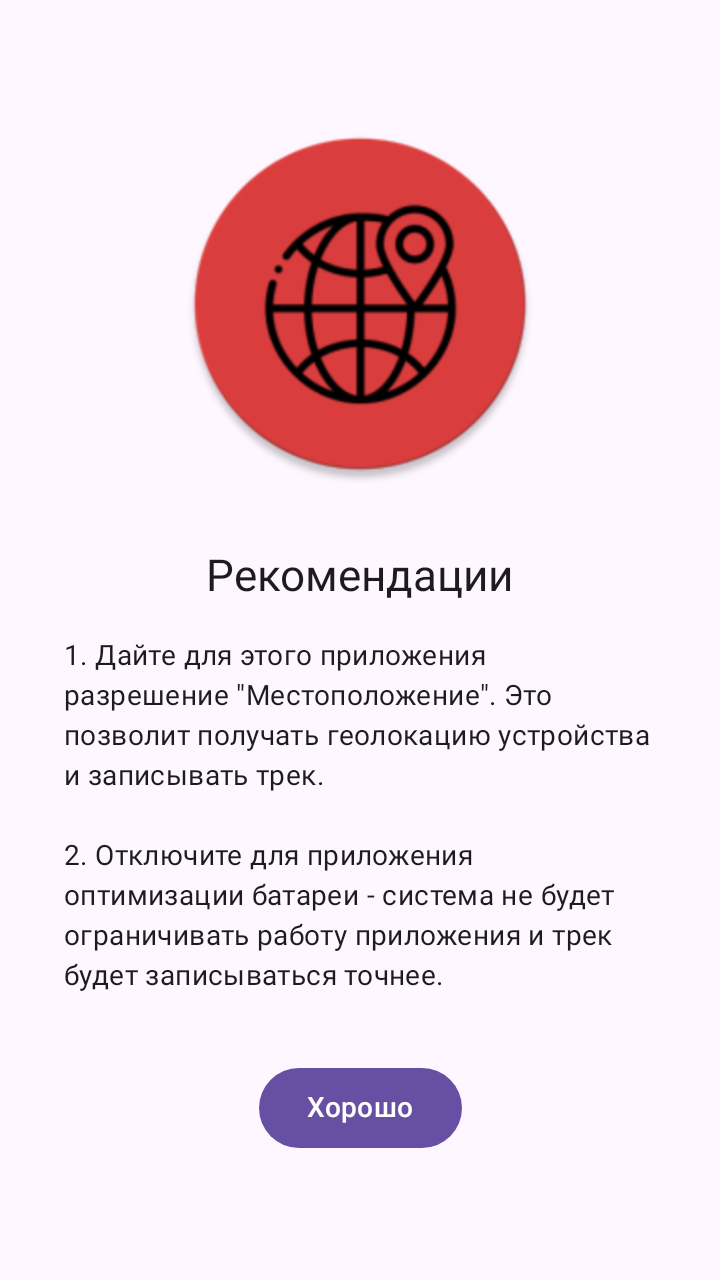 Рекомендации
1. Дайте для этого приложения
разрешение "Местоположение". Это
позволит получать геолокацию устройства
и записывать трек.
2. Отключите для приложения
оптимизации батареи - система не будет
ограничивать работу приложения и трек
будет записываться точнее.
Хорошо